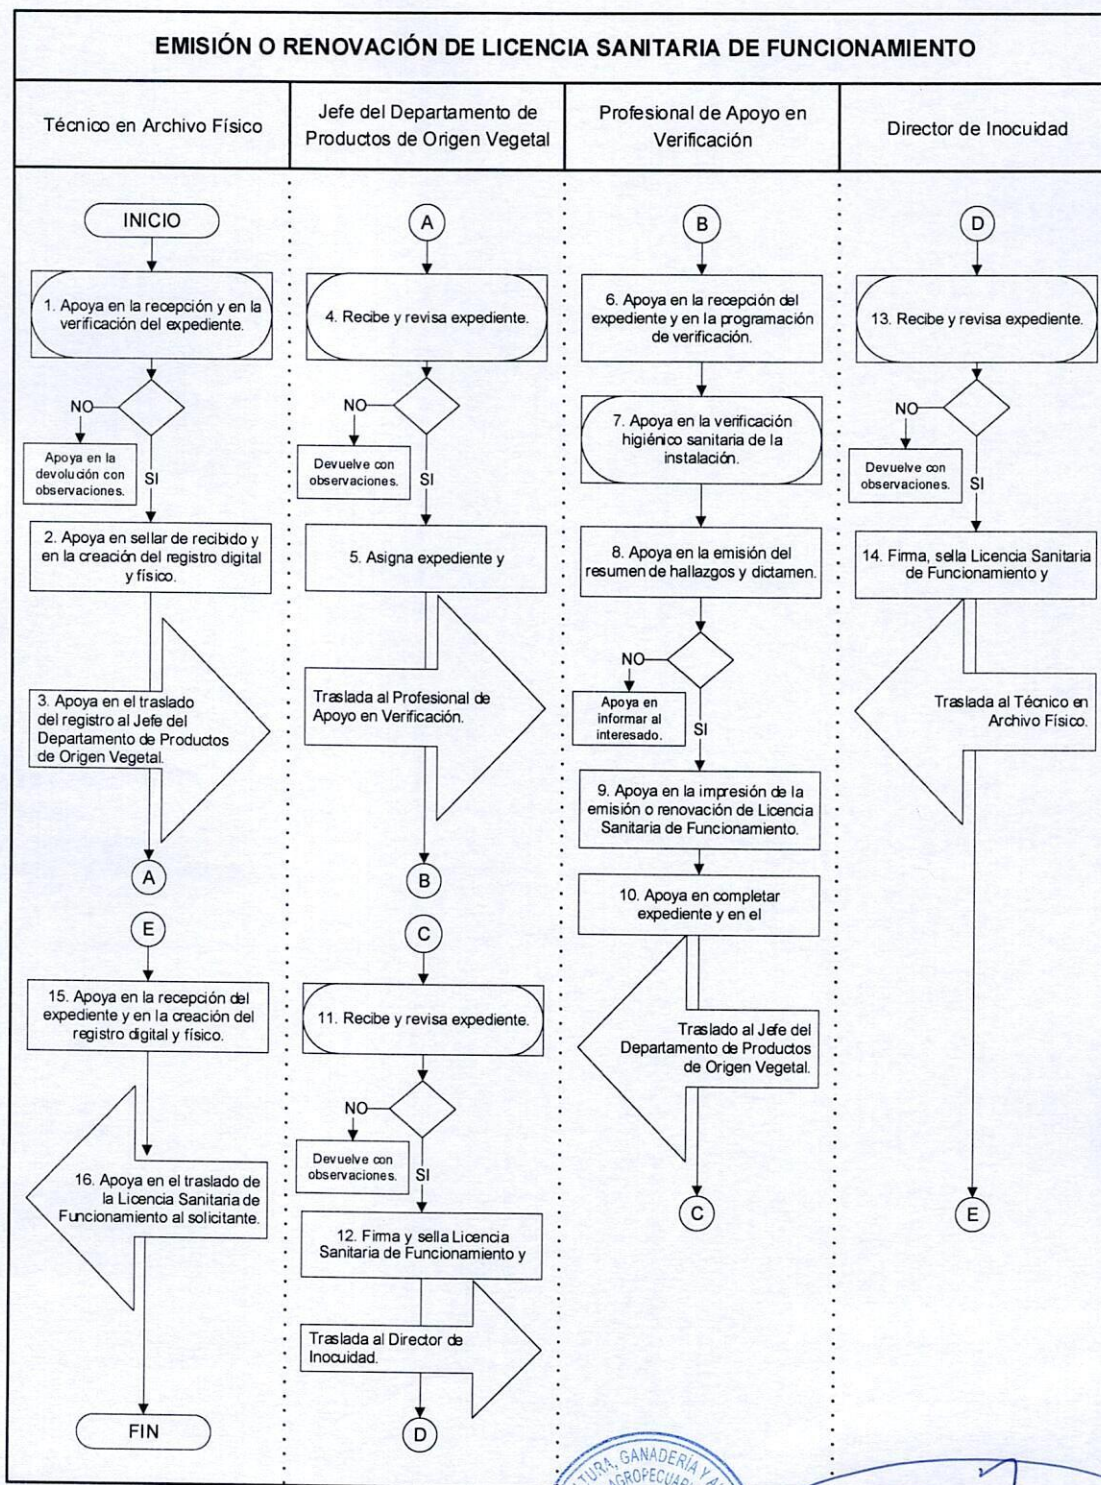 EMISIÓN O RENOVACIÓN DE LICENCIA SANITARIA DE FUNCIONAMIENTO
Técnico en Archivo Físico
Jefe del Departamento de
Productos de Origen Vegetal
Profesional de Apoyo en
Verificación
Director de Inocuidad
INICIO
1. Apoya en la recepción y en la
verificación del expediente.
NO
Apoya en la
devolución con
observaciones.
SI
2. Apoya en sellar de recibido y
en la creación del registro digital
y físico.
3. Apoya en el traslado
del registro al Jefe del
Departamento de Productos
de Origen Vegetal.
A
E
15. Apoya en la recepción del
expediente y en la creación del
registro digital y físico.
16. Apoya en el traslado de
la Licencia Sanitaria de
Funcionamiento al solicitante.
FIN
A
4. Recibe y revisa expediente.
NO
Devuelve con
observaciones.
SI
5. Asigna expediente y
Traslada al Profesional de
Apoyo en Verificación.
B
C
11. Recibe y revisa expediente.
NO
Devuelve con
observaciones.
SI
12. Firma y sella Licencia
Sanitaria de Funcionamiento y
Traslada al Director de
Inocuidad.
D
B
6. Apoya en la recepción del
expediente y en la programación
de verificación.
7. Apoya en la verificación
higiénico sanitaria de la
instalación.
8. Apoya en la emisión del
resumen de hallazgos y dictamen.
NO
Apoya en
informar al
interesado.
SI
9. Apoya en la impresión de la
emisión o renovación de Licencia
Sanitaria de Funcionamiento.
10. Apoya en completar
expediente y en el
Traslado al Jefe del
Departamento de Productos
de Origen Vegetal.
C
D
13. Recibe y revisa expediente.
NO
Devuelve con
observaciones.
SI
14. Firma, sella Licencia Sanitaria
de Funcionamiento y
Traslada al Técnico en
Archivo Físico.
E
GANADERÍA Y